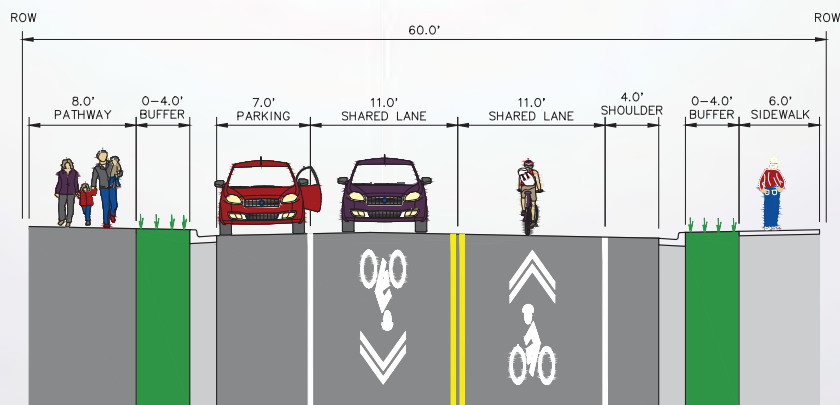 ROW
ROW
60.0'
8.0'
PATHWAY
0-4.0'
BUFFER
7.0'
PARKING
11.0'
SHARED LANE
11.0'
SHARED LANE
4.0'
SHOULDER
0-4.0'
BUFFER
6.0'
SIDEWALK